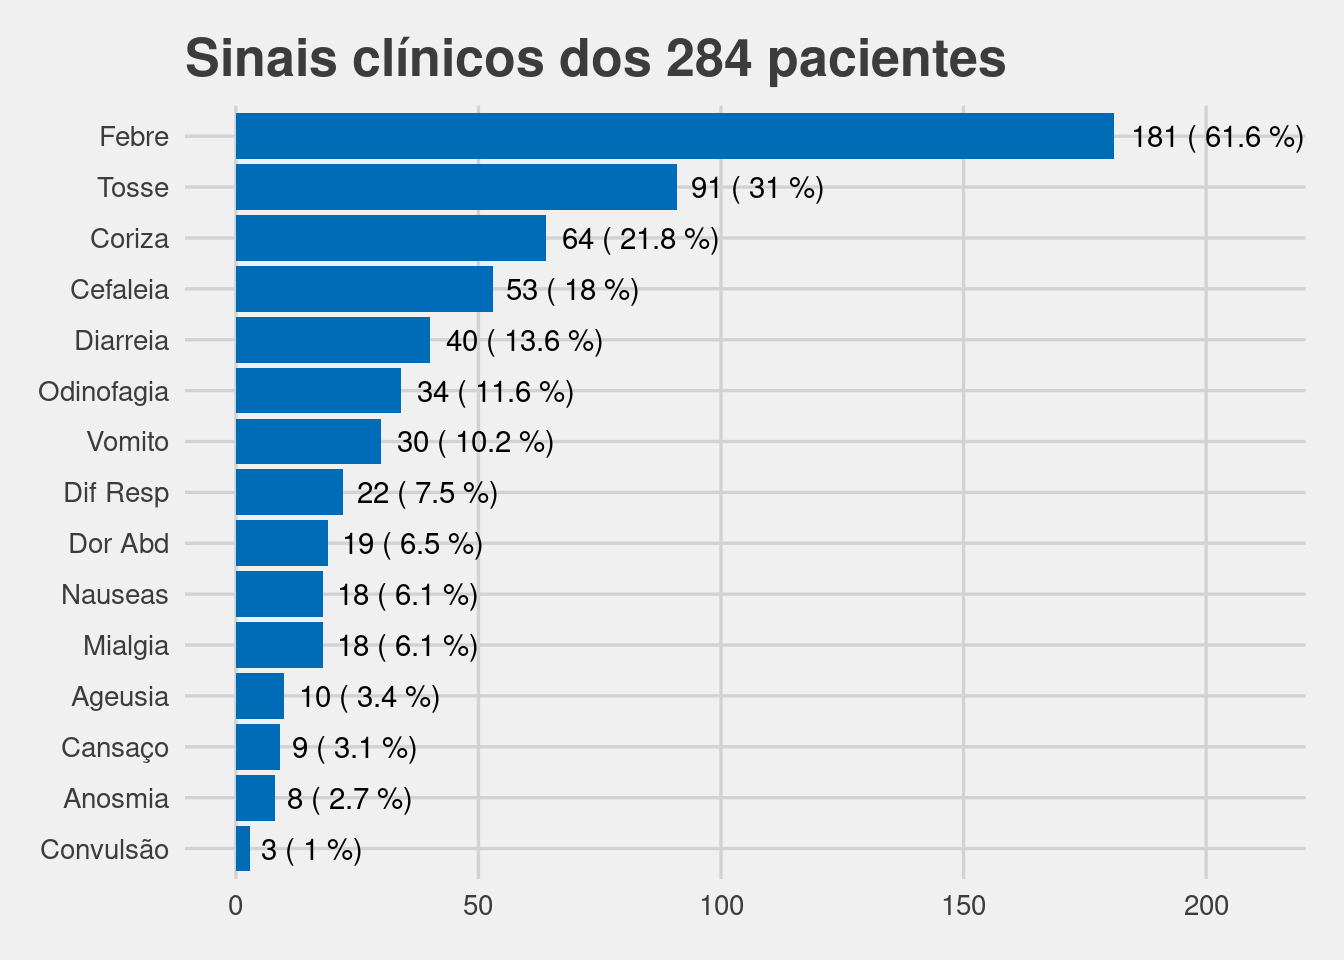 Sinais clínicos dos 284 pacientes
Febre 181 ( 61.6 %)
Tosse 91 ( 31 %)
Coriza 64 ( 21.8 %)
Cefaleia 53 ( 18 %)
Diarreia 40 ( 13.6 %)
Odinofagia 34 ( 11.6 %)
Vomito 30 ( 10.2 %)
Dif Resp 22 ( 7.5 %)
Dor Abd 19 ( 6.5 %)
Nauseas 18 ( 6.1 %)
Mialgia 18 ( 6.1 %)
Ageusia 10 ( 3.4 %)
Cansaço 9 ( 3.1 %)
Anosmia 8 ( 2.7 %)
Convulsão 3 ( 1 %)
0 50 100 150 200